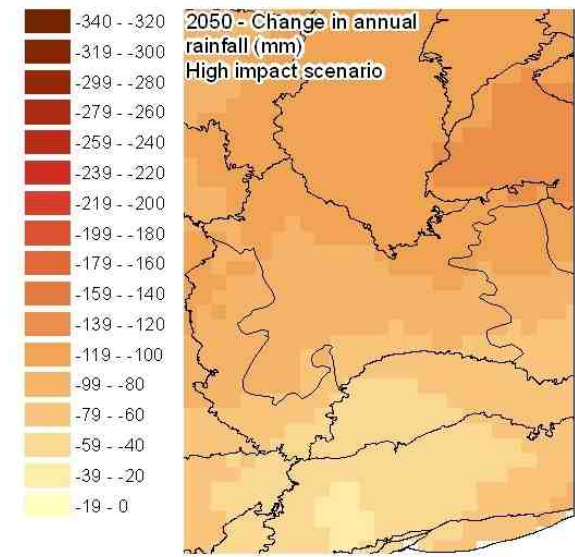 2050 - Change in annual
rainfall (mm)
High impact scenario
-340 - -320
-319 - -300
-299 - -280
-279 - -260
-259 - -240
-239 - -220
-219 - -200
-199 - -180
-179 - -160
-159 - -140
-139 - -120
-119 - -100
-99 - -80
-79 - -60
-59 - -40
-39 - -20
-19 - 0